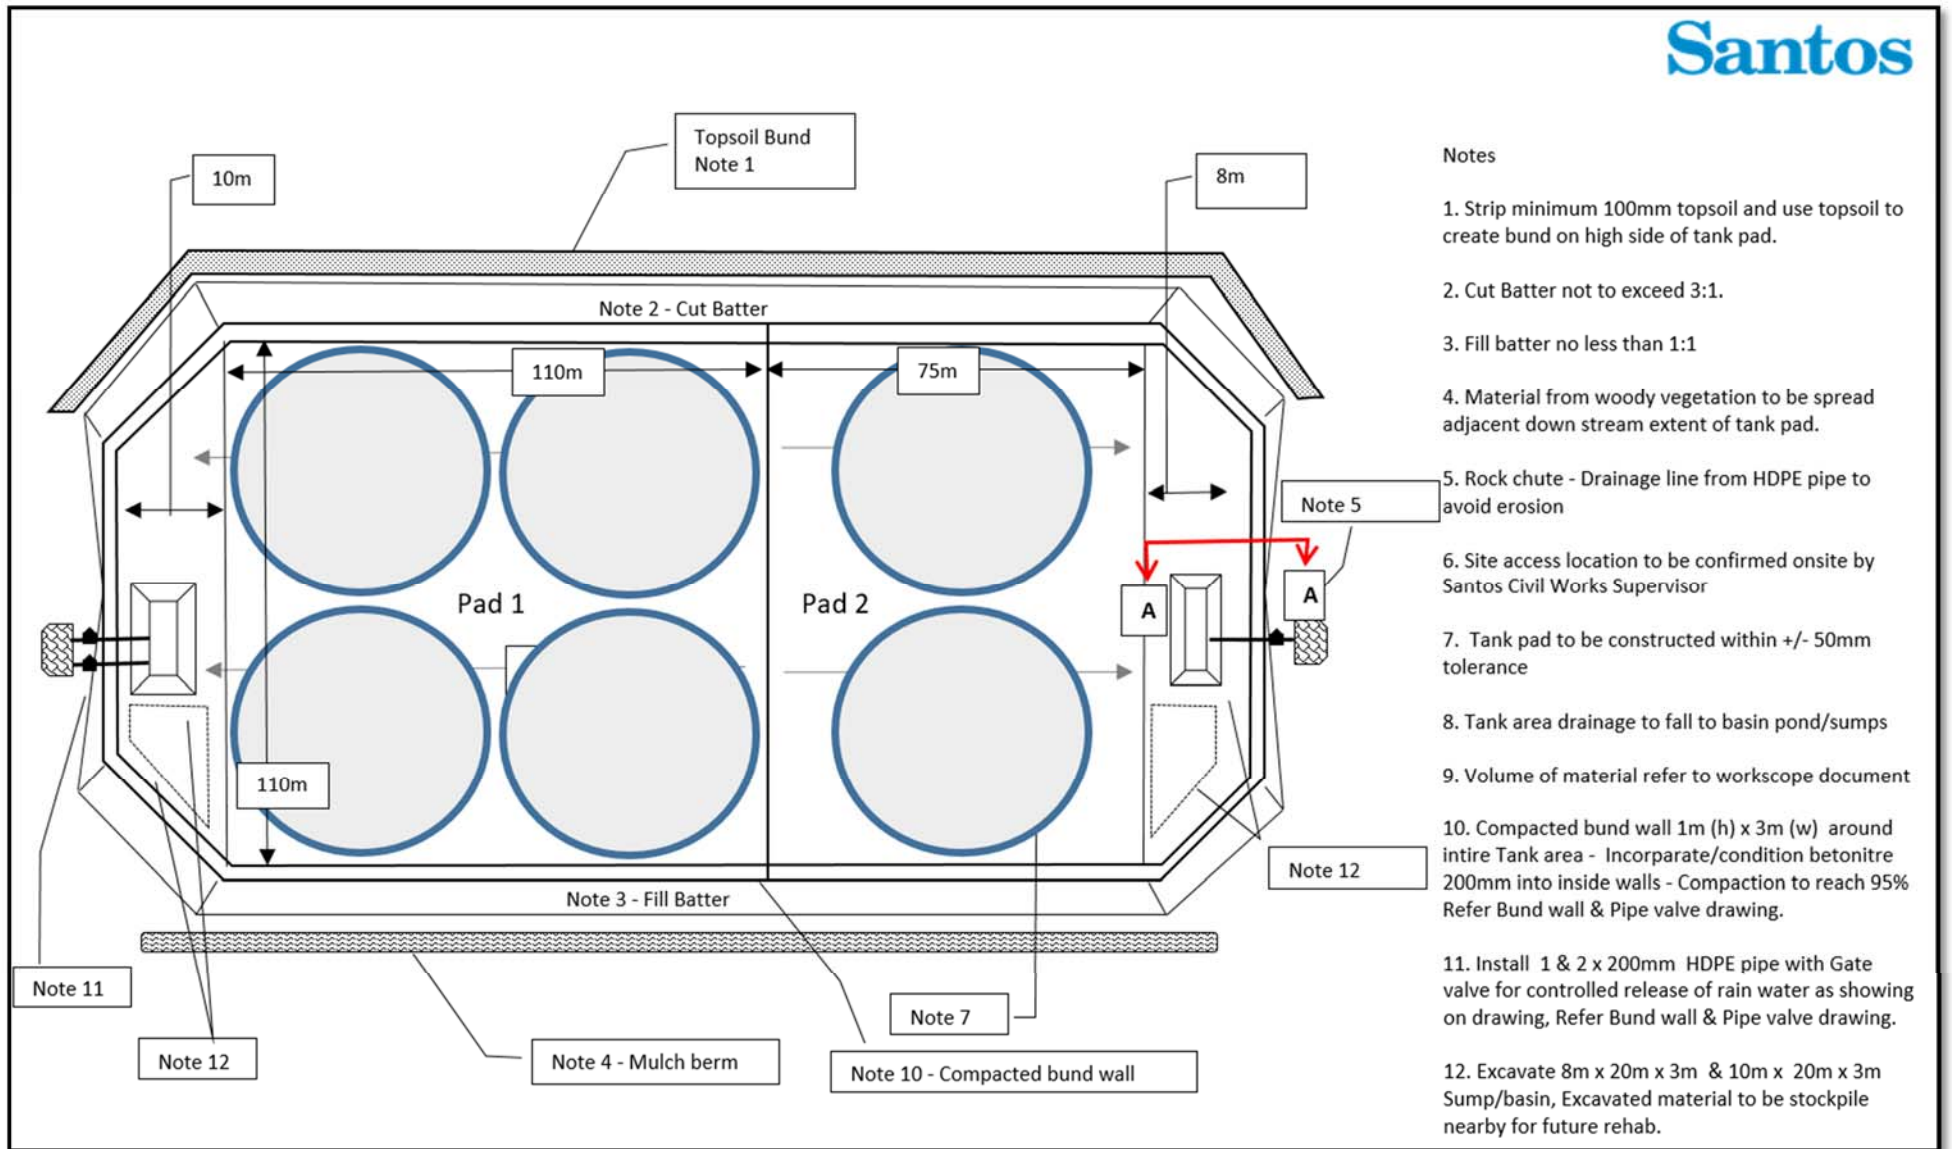 Santos
Topsoil Bund
Note 1
10m
8m
Note 2 - Cut Batter
110m
75m
Note 5
Pad 1
Pad 2
A
A
110m
Note 12
Note 3 - Fill Batter
Note 11
Note 7
Note 12
Note 4 - Mulch berm
Note 10 - Compacted bund wall
Notes
1. Strip minimum 100mm topsoil and use topsoil to
create bund on high side of tank pad.
2. Cut Batter not to exceed 3:1.
3. Fill batter no less than 1:1
4. Material from woody vegetation to be spread
adjacent down stream extent of tank pad.
5. Rock chute - Drainage line from HDPE pipe to
avoid erosion
6. Site access location to be confirmed onsite by
Santos Civil Works Supervisor
7. Tank pad to be constructed within +/- 50mm
tolerance
8. Tank area drainage to fall to basin pond/sumps
9. Volume of material refer to workscope document
10. Compacted bund wall 1m (h) x 3m (w) around
intire Tank area - Incorparate/condition betonitre
200mm into inside walls - Compaction to reach 95%
Refer Bund wall & Pipe valve drawing.
11. Install 1 & 2 x 200mm HDPE pipe with Gate
valve for controlled release of rain water as showing
on drawing, Refer Bund wall & Pipe valve drawing.
12. Excavate 8m x 20m x 3m & 10m x 20m x 3m
Sump/basin, Excavated material to be stockpile
nearby for future rehab.